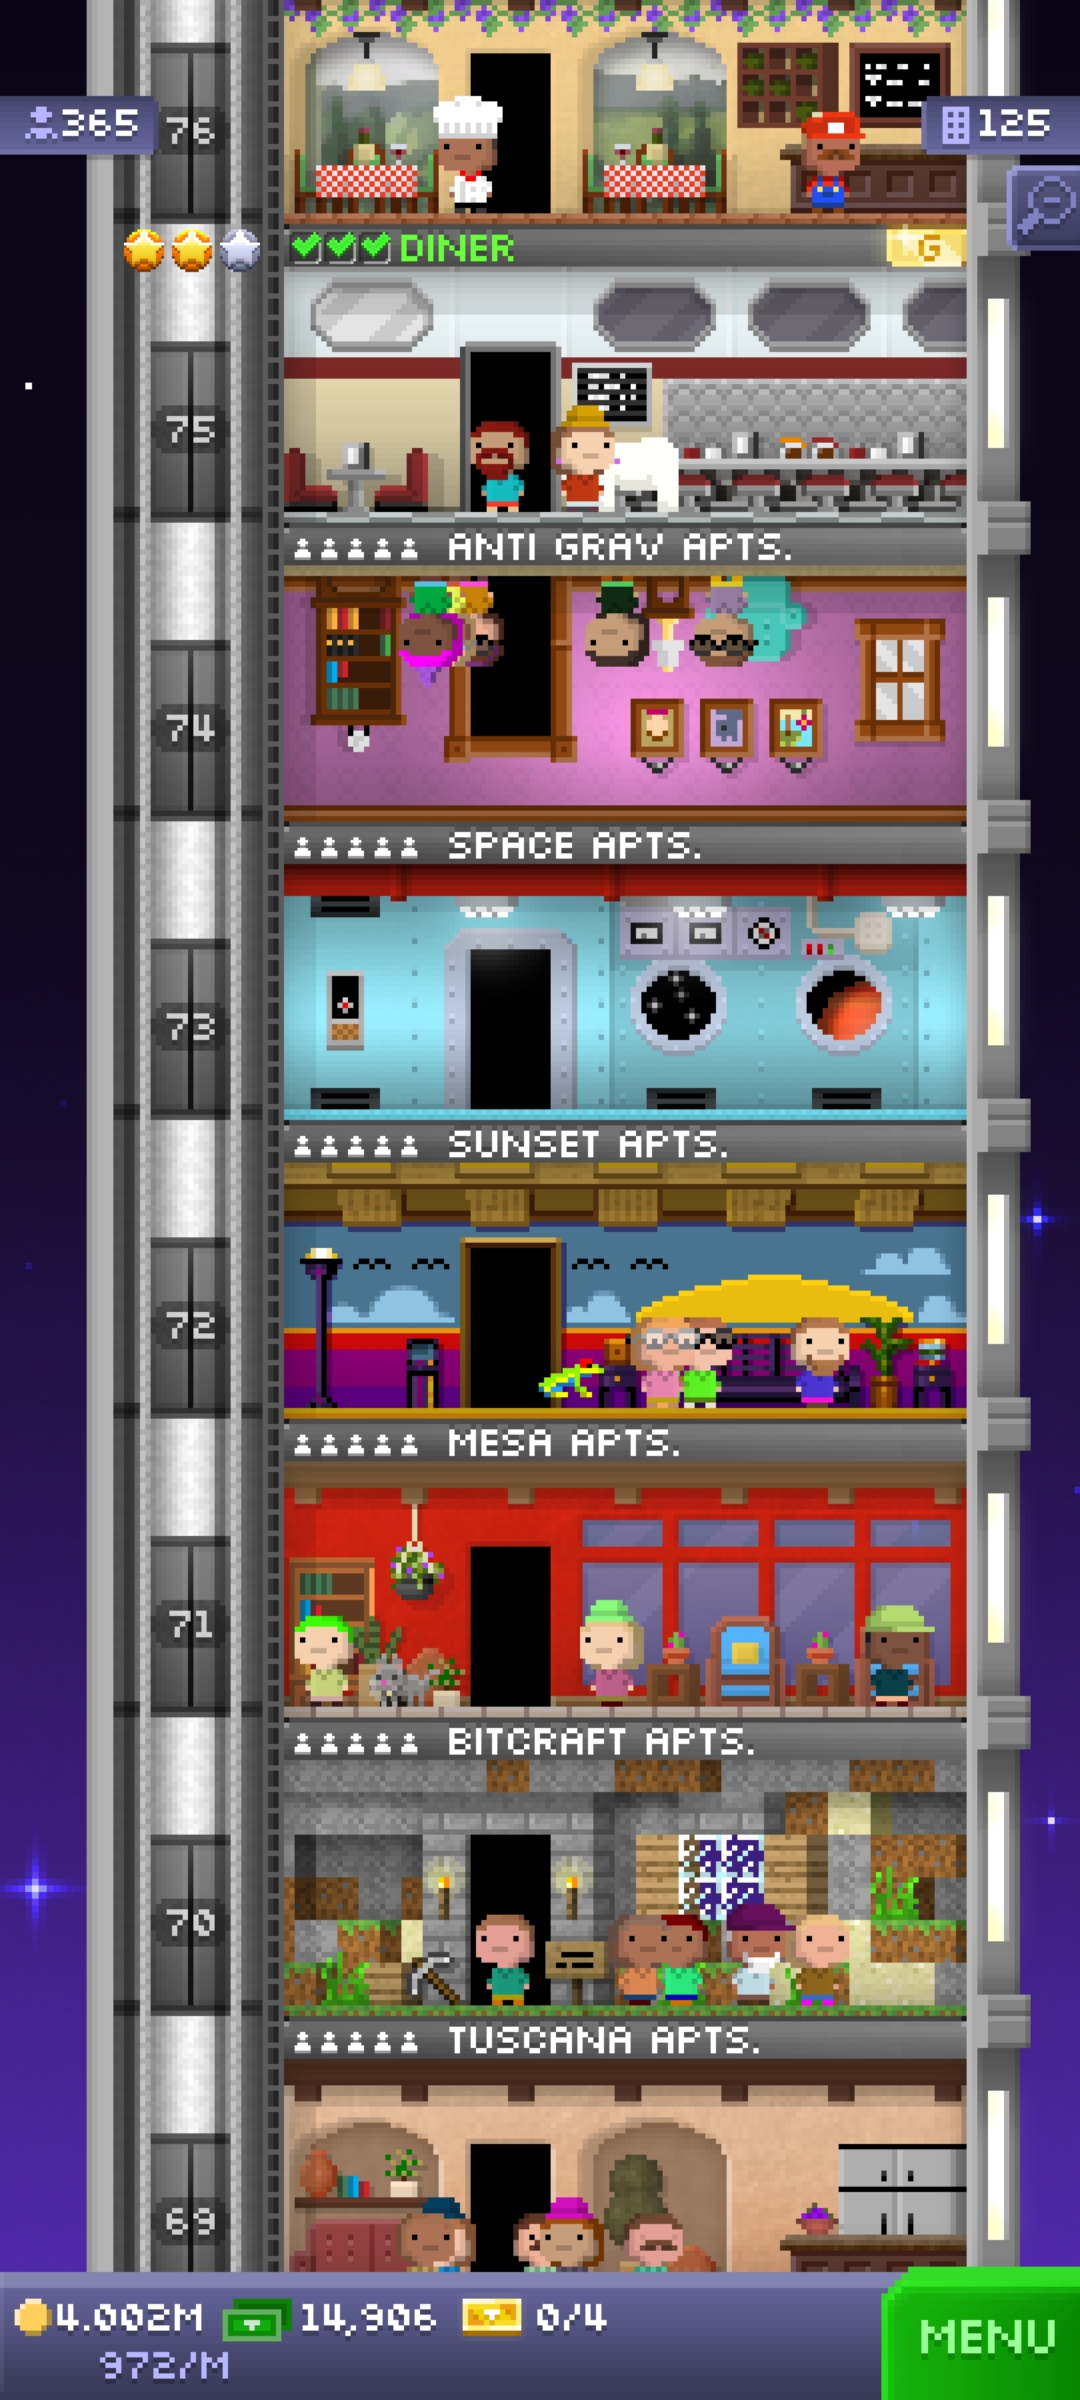 365
76
125
DINER
G
75
ANTI GRAV APTS.
74
SPACE APTS.
73
SUNSET APTS.
72
MESA APTS.
71
BITCRAFT APTS.
70
TUSCANA APTS.
69
4.002M 14,906 0/4
972/M
MENU